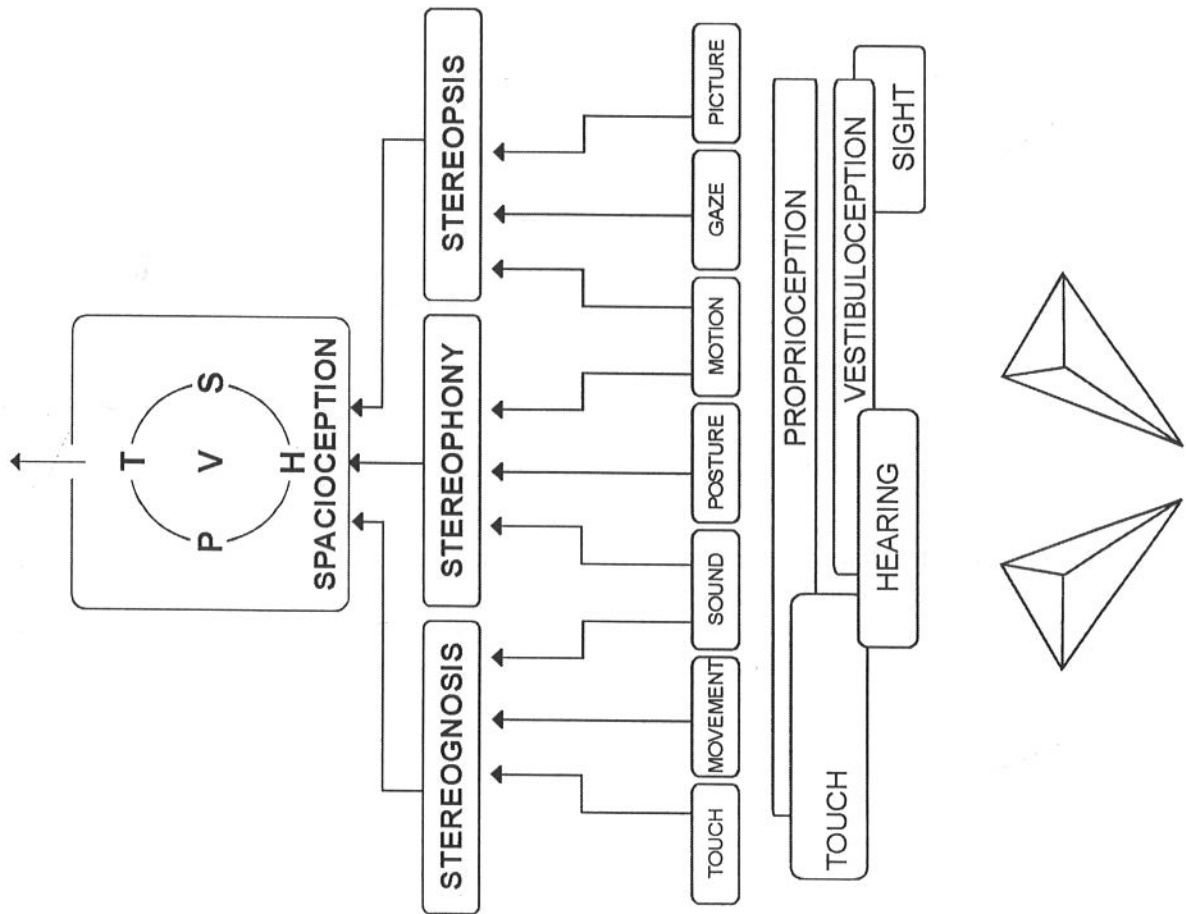 P
T V H
S
SPACIOCEPTION
STEREOPSIS
STEREOPHONY
STEREOGNOSIS
PICTURE
GAZE
MOTION
POSTURE
SOUND
MOVEMENT
TOUCH
PROPRIOCEPTION
VESTIBULOCEPTION
SIGHT
HEARING
TOUCH